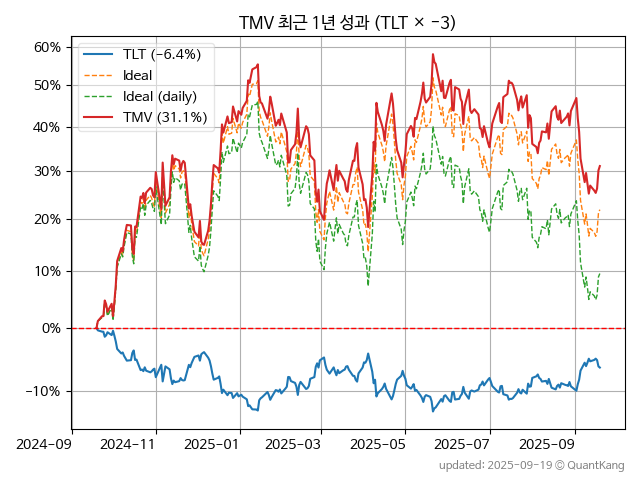 TMV 최근 1년 성과 (TLT × −3)
60%
50%
40%
30%
20%
10%
0%
−10%
TLT (−6.4%)
Ideal
Ideal (daily)
TMV (31.1%)
2024-09
2024-11
2025-01
2025-03
2025-05
2025-07
2025-09
updated: 2025-09-19 © QuantKang